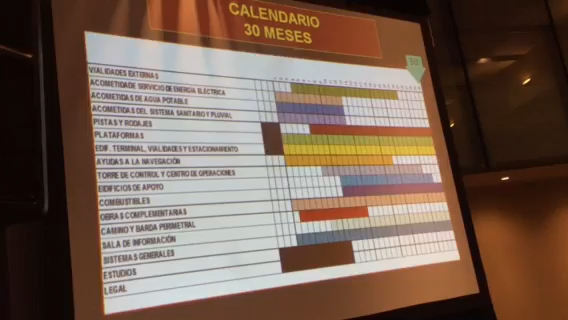 CALENDARIO
30 MESES
30
VIALIDADES EXTERNAS
ACOMETIDA DE SERVICIO DE ENERGIA ELÉCTRICA
ACOMETIDAS DE AGUA POTABLE
ACOMETIDAS DEL SISTEMA SANITARIO Y PLUVIAL
PISTAS Y RODAJES
PLATAFORMAS
EDIF. TERMINAL, VIALIDADES Y ESTACIONAMIENTO
AYUDAS A LA NAVEGACIÓN
TORRE DE CONTROL Y CENTRO DE OPERACIONES
EDIFICIOS DE APOYO
COMBUSTIBLES
OBRAS COMPLEMENTARIAS
CAMINO Y BARDA PERIMETRAL
SALA DE INFORMACIÓN
SISTEMAS GENERALES
ESTUDIOS
LEGAL